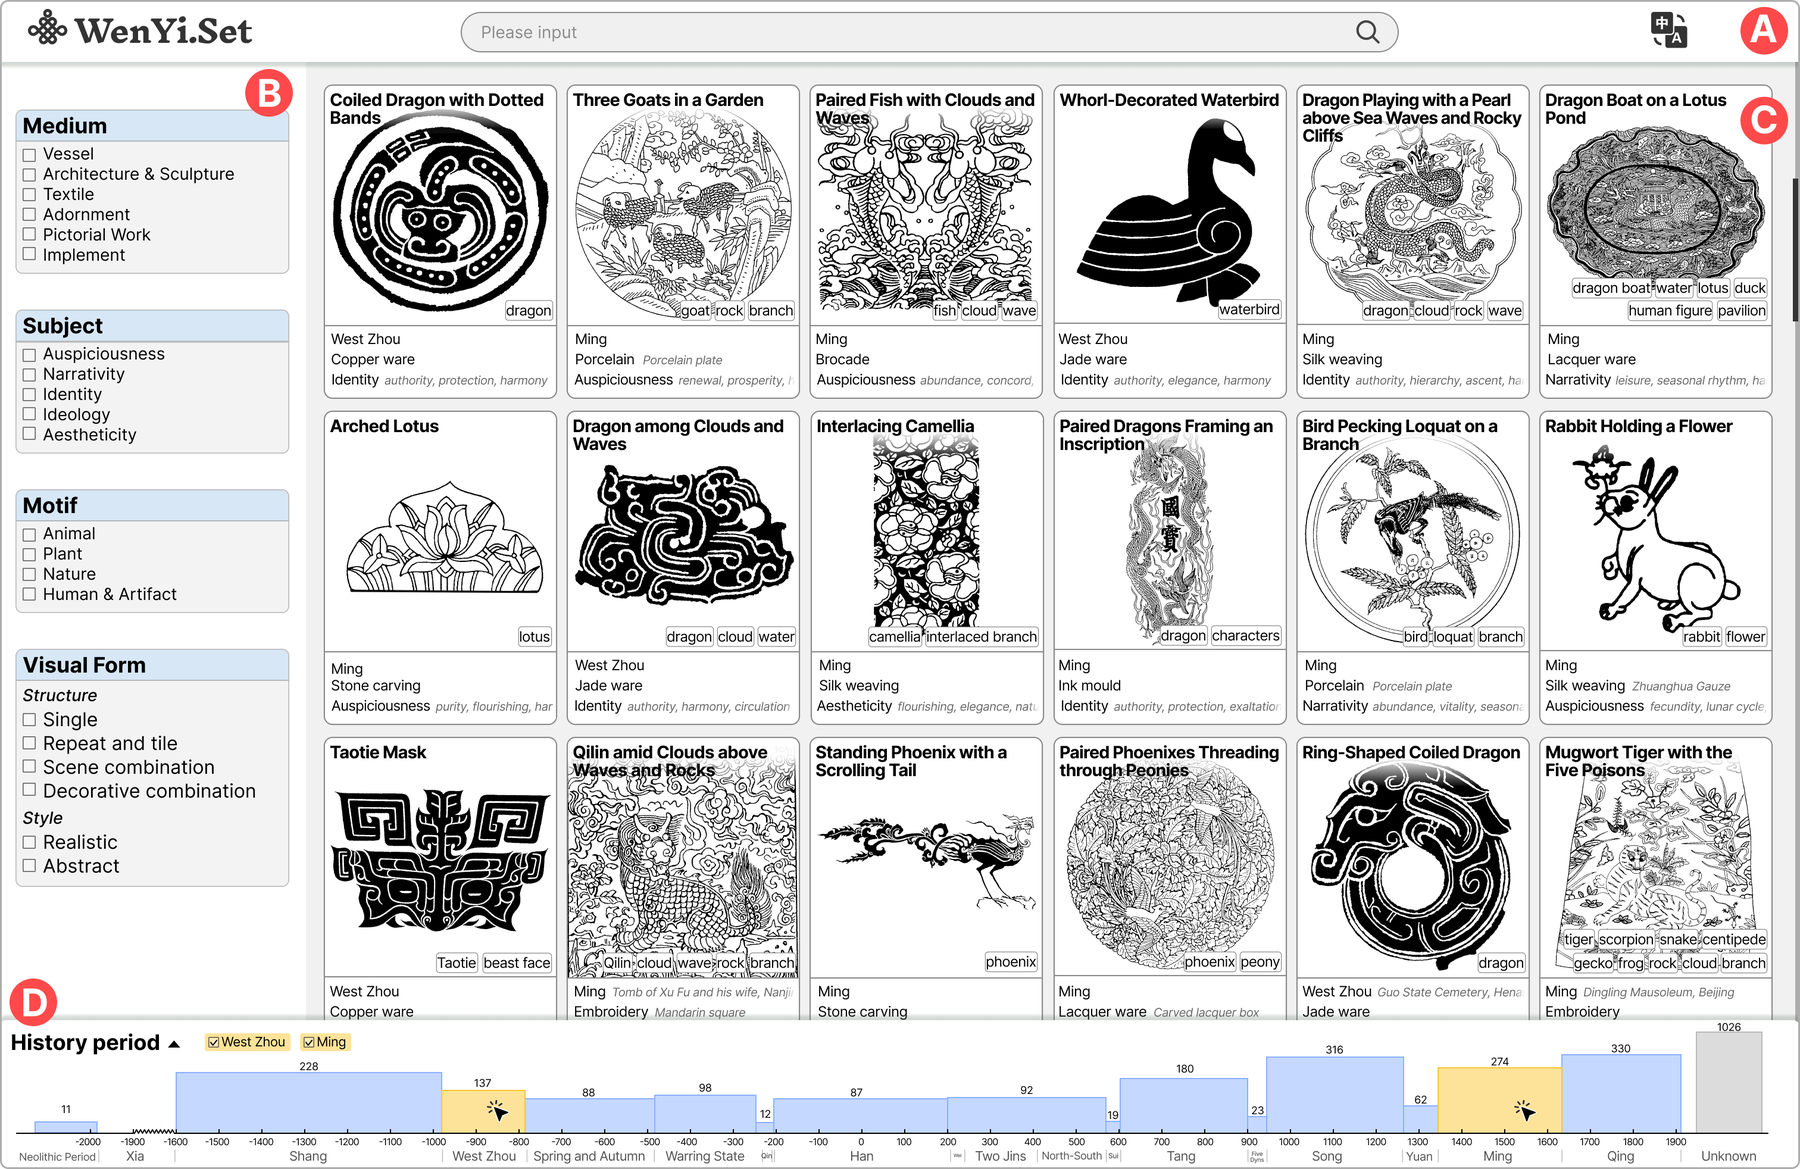 WenYi.Set
Please input
中 A
A
B
Medium
Vessel
Architecture & Sculpture
Textile
Adornment
Pictorial Work
Implement
Subject
Auspiciousness
Narrativity
Identity
Ideology
Aestheticity
Motif
Animal
Plant
Nature
Human & Artifact
Visual Form
Structure
Single
Repeat and tile
Scene combination
Decorative combination
Style
Realistic
Abstract
C
Coiled Dragon with Dotted
Bands
dragon
West Zhou
Copper ware
Identity authority, protection, harmony
Three Goats in a Garden
goat rock branch
Ming
Porcelain Porcelain plate
Auspiciousness renewal, prosperity, h
Paired Fish with Clouds and
Waves
fish cloud wave
Ming
Brocade
Auspiciousness abundance, concord,
Whorl-Decorated Waterbird
waterbird
West Zhou
Jade ware
Identity authority, elegance, harmony
Dragon Playing with a Pearl
above Sea Waves and Rocky
Cliffs
dragon cloud rock wave
Ming
Silk weaving
Identity authority, hierarchy, ascent, ha
Dragon Boat on a Lotus
Pond
dragon boat water lotus duck
human figure pavilion
Ming
Lacquer ware
Narrativity leisure, seasonal rhythm, ha
Arched Lotus
lotus
Ming
Stone carving
Auspiciousness purity, flourishing, har
Dragon among Clouds and
Waves
dragon cloud water
West Zhou
Jade ware
Identity authority, harmony, circulation
Interlacing Camellia
camellia interlaced branch
Ming
Silk weaving
Aestheticity flourishing, elegance, natu
Paired Dragons Framing an
Inscription
國
寳
dragon characters
Ming
Ink mould
Identity authority, protection, exaltation
Bird Pecking Loquat on a
Branch
bird loquat branch
Ming
Porcelain Porcelain plate
Narrativity abundance, vitality, seasona
Rabbit Holding a Flower
rabbit flower
Ming
Silk weaving Zhuanghua Gauze
Auspiciousness fecundity, lunar cycle,
Taotie Mask
Taotie beast face
West Zhou
Copper ware
Qilin amid Clouds above
Waves and Rocks
Qilin cloud wave rock branch
Ming Tomb of Xu Fu and his wife, Nanji
Embroidery Mandarin square
Standing Phoenix with a
Scrolling Tail
phoenix
Ming
Stone carving
Paired Phoenixes Threading
through Peonies
phoenix peony
Ming
Lacquer ware Carved lacquer box
Ring-Shaped Coiled Dragon
dragon
West Zhou Guo State Cemetery, Hena
Jade ware
Mugwort Tiger with the
Five Poisons
tiger scorpion snake centipede
gecko frog rock cloud branch
Ming Dingling Mausoleum, Beijing
Embroidery
D
History period West Zhou Ming
11 228 137 88 98 12 87 92 19 180 23 316 62 274 330 1026
-2000 -1900 -1600 -1500 -1400 -1300 -1200 -1100 -1000 -900 -800 -700 -600 -500 -400 -300 -200 -100 0 100 200 300 400 500 600 700 800 900 1000 1100 1200 1300 1400 1500 1600 1700 1800 1900
Neolithic Period Xia Shang West Zhou Spring and Autumn Warring State Qin Han Wei Two Jins North-South Sui Tang Five Dyns Song Yuan Ming Qing Unknown